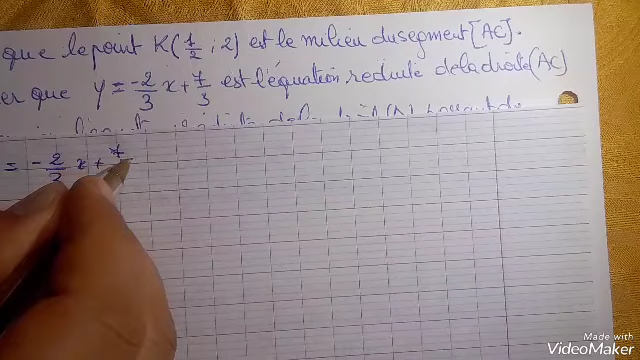 que le point K(1/2 ; 2) est le milieu du segment [AC].
er que y = -2/3 x + 7/3 est l'équation reduite de la droite (AC)
= -2/3 x + 7
Made with
VideoMaker